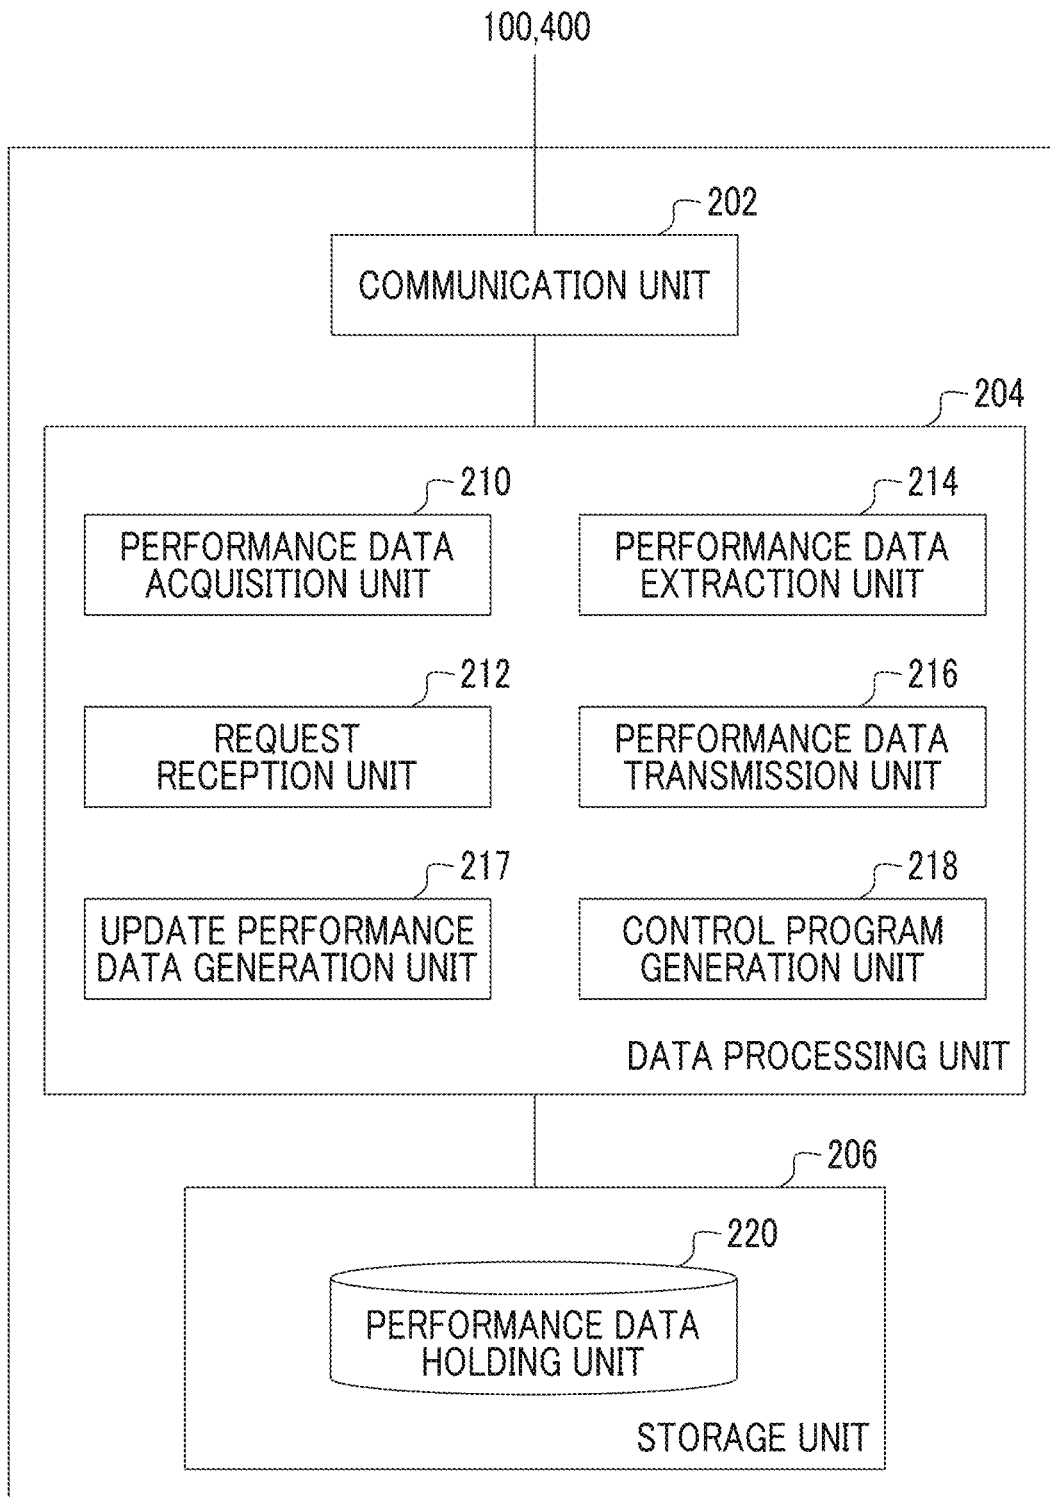 100,400
202
COMMUNICATION UNIT
204
210
PERFORMANCE DATA
ACQUISITION UNIT
214
PERFORMANCE DATA
EXTRACTION UNIT
212
REQUEST
RECEPTION UNIT
216
PERFORMANCE DATA
TRANSMISSION UNIT
217
UPDATE PERFORMANCE
DATA GENERATION UNIT
218
CONTROL PROGRAM
GENERATION UNIT
DATA PROCESSING UNIT
206
220
PERFORMANCE DATA
HOLDING UNIT
STORAGE UNIT